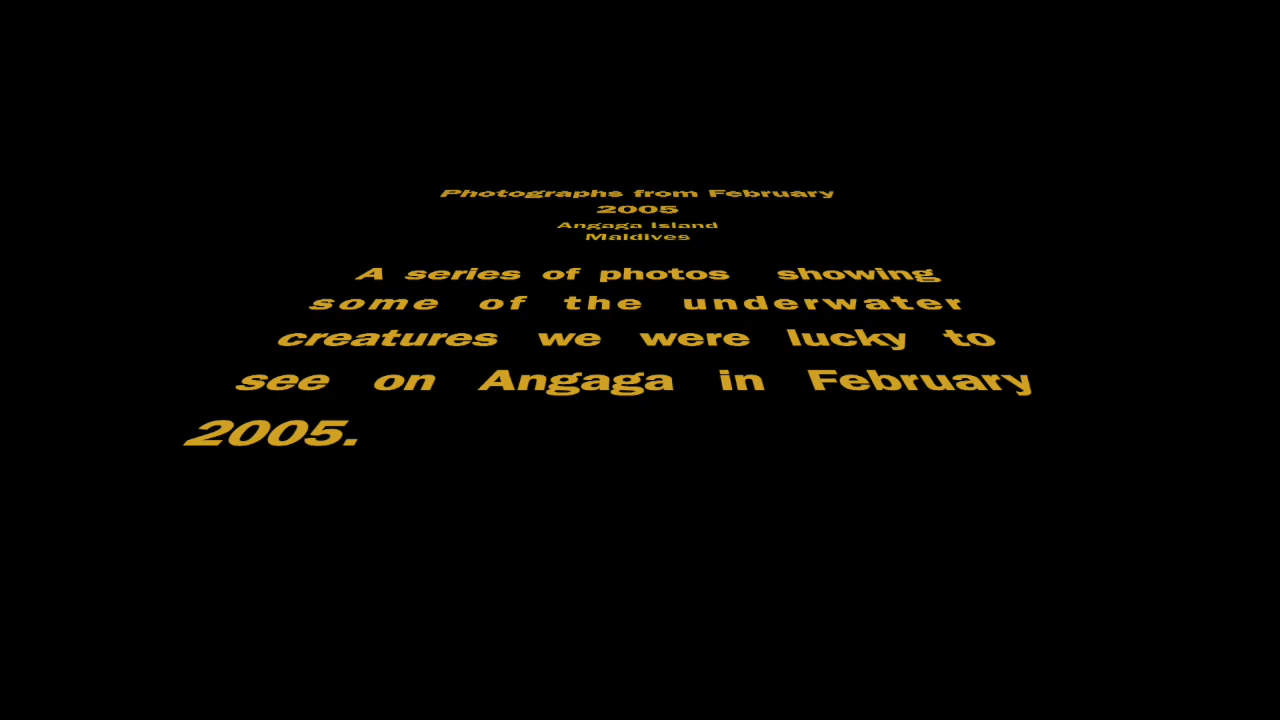 Photographs from February
2005
Angaga Island
Maldives
A series of photos showing
some of the underwater
creatures we were lucky to
see on Angaga in February
2005.